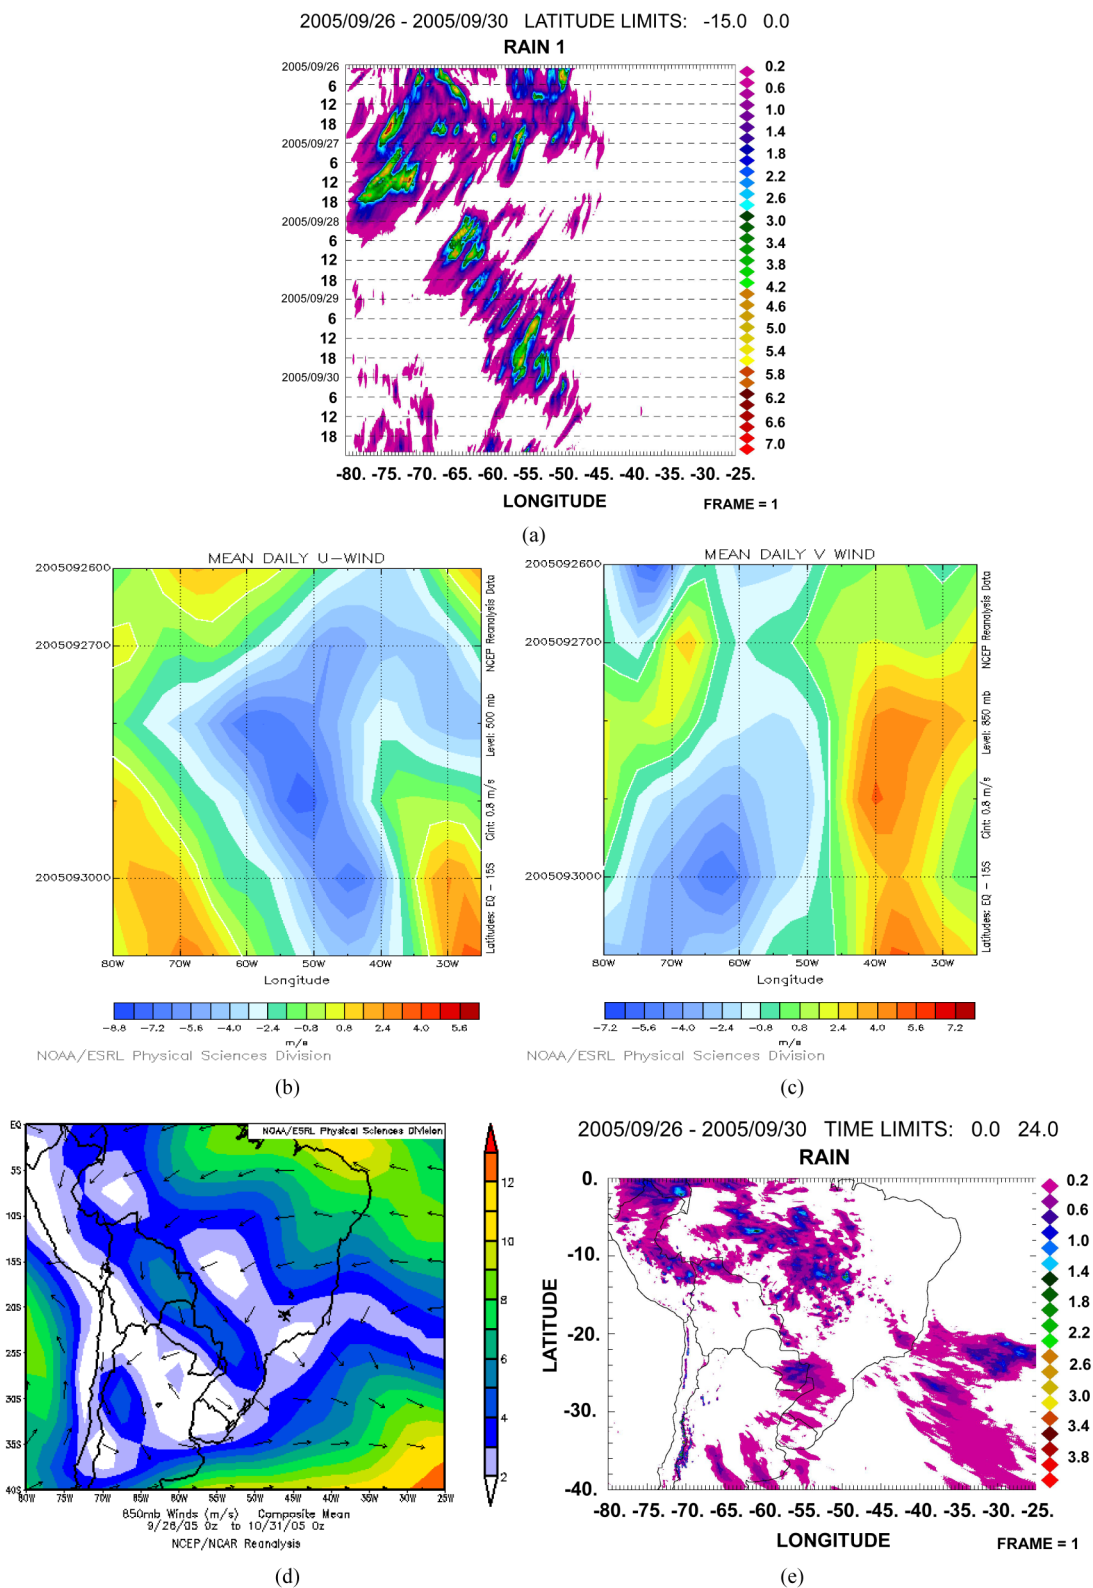 2005/09/26 - 2005/09/30 LATITUDE LIMITS: -15.0 0.0
RAIN 1
2005/09/26
6
12
18
2005/09/27
6
12
18
2005/09/28
6
12
18
2005/09/29
6
12
18
2005/09/30
6
12
18
0.2
0.6
1.0
1.4
1.8
2.2
2.6
3.0
3.4
3.8
4.2
4.6
5.0
5.4
5.8
6.2
6.6
7.0
-80. -75. -70. -65. -60. -55. -50. -45. -40. -35. -30. -25.
LONGITUDE
FRAME = 1
(a)
MEAN DAILY U-WIND
2005092600
2005092700
2005093000
80W 70W 60W 50W 40W 30W
Longitude
NCEP Reanalysis Data
Level: 500 mb
Cint: 0.8 m/s
Latitudes: EQ - 15S
-8.8 -7.2 -5.6 -4.0 -2.4 -0.8 0.8 2.4 4.0 5.6
m/s
NOAA/ESRL Physical Sciences Division
(b)
MEAN DAILY V WIND
2005092600
2005092700
2005093000
80W 70W 60W 50W 40W 30W
Longitude
NCEP Reanalysis Data
Level: 850 mb
Cint: 0.8 m/s
Latitudes: EQ - 15S
-7.2 -5.6 -4.0 -2.4 -0.8 0.8 2.4 4.0 5.6 7.2
m/s
NOAA/ESRL Physical Sciences Division
(c)
NOAA/ESRL Physical Sciences Division
EQ
5S
10S
15S
20S
25S
30S
35S
40S
80W 75W 70W 65W 60W 55W 50W 45W 40W 35W 30W 25W
12
10
8
6
4
2
850mb Winds (m/s) Composite Mean
9/26/05 0z to 10/31/05 0z
NCEP/NCAR Reanalysis
(d)
2005/09/26 - 2005/09/30 TIME LIMITS: 0.0 24.0
RAIN
0.
-10.
-20.
-30.
-40.
LATITUDE
0.2
0.6
1.0
1.4
1.8
2.2
2.6
3.0
3.4
3.8
-80. -75. -70. -65. -60. -55. -50. -45. -40. -35. -30. -25.
LONGITUDE
FRAME = 1
(e)